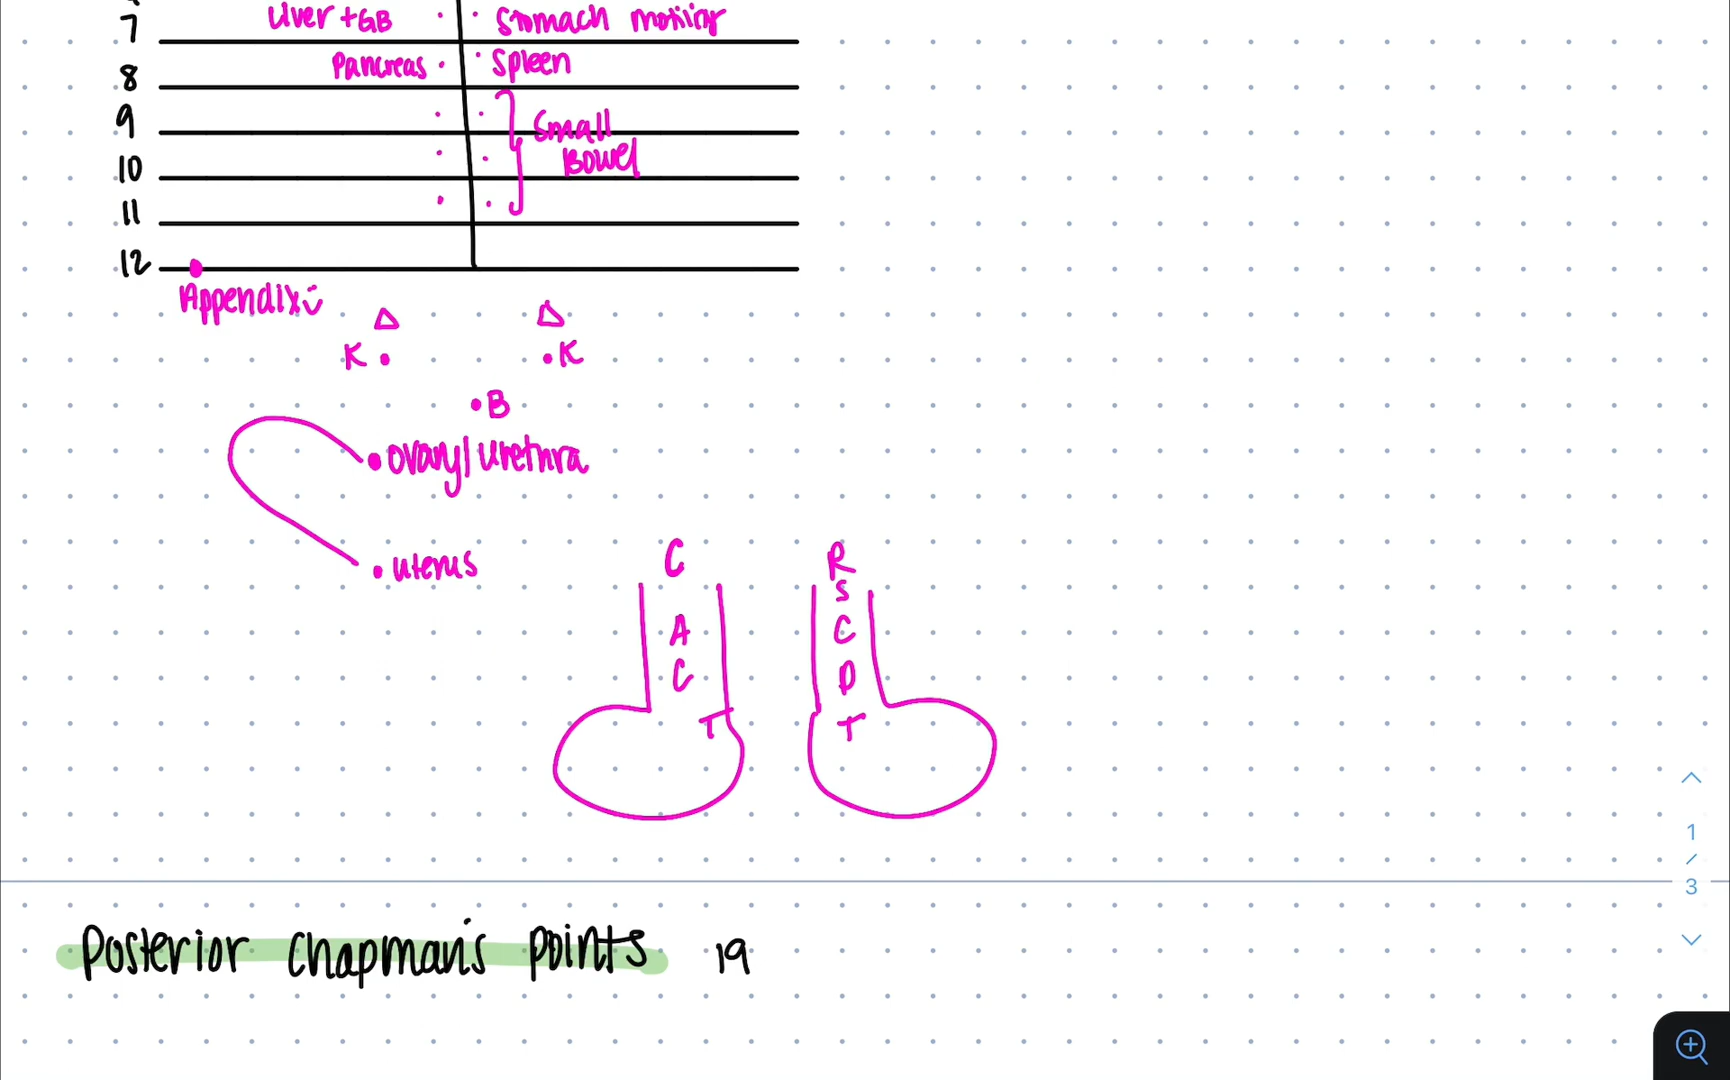 7 Liver + GB Stomach motility
8 Pancreas Spleen
9 Small
10 Bowel
11
12
Appendix
Δ Δ
K K
B
Ovary/Urethra
Uterus
C R
S
A C
C D
T T
1
/
3
Posterior Chapman's points 19